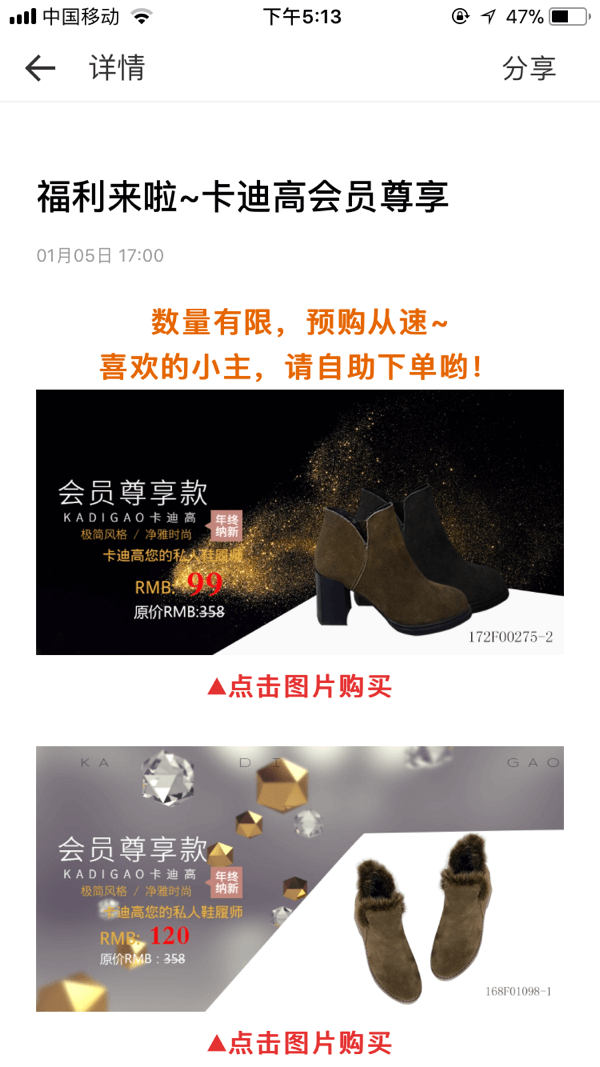 中国移动 下午5:13 47%
详情 分享
福利来啦~卡迪高会员尊享
01月05日 17:00
数量有限，预购从速~
喜欢的小主，请自助下单哟！
会员尊享款
KADIGAO卡迪高
极简风格 / 净雅时尚
年终
纳新
卡迪高您的私人鞋履师
RMB: 99
原价RMB:358
172F00275-2
▲点击图片购买
KA DI GAO
会员尊享款
KADIGAO卡迪高
极简风格 / 净雅时尚
年终
纳新
卡迪高您的私人鞋履师
RMB: 120
原价RMB：358
168F01098-1
▲点击图片购买